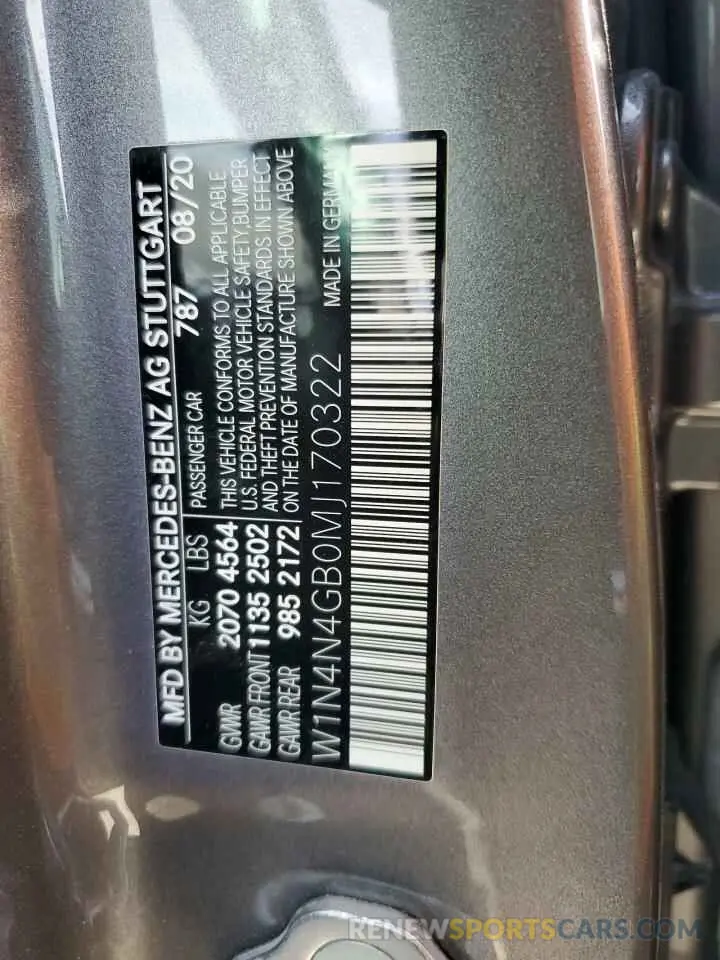 MFD BY MERCEDES-BENZ AG STUTTGART
KG LBS PASSENGER CAR 787 08/20
GVWR 2070 4564 THIS VEHICLE CONFORMS TO ALL APPLICABLE
U.S. FEDERAL MOTOR VEHICLE SAFETY, BUMPER
GAWR FRONT 1135 2502 AND THEFT PREVENTION STANDARDS IN EFFECT
GAWR REAR 985 2172 ON THE DATE OF MANUFACTURE SHOWN ABOVE
W1N4N4GB0MJ170322 MADE IN GERMANY
RENEWSPORTSCARS.COM